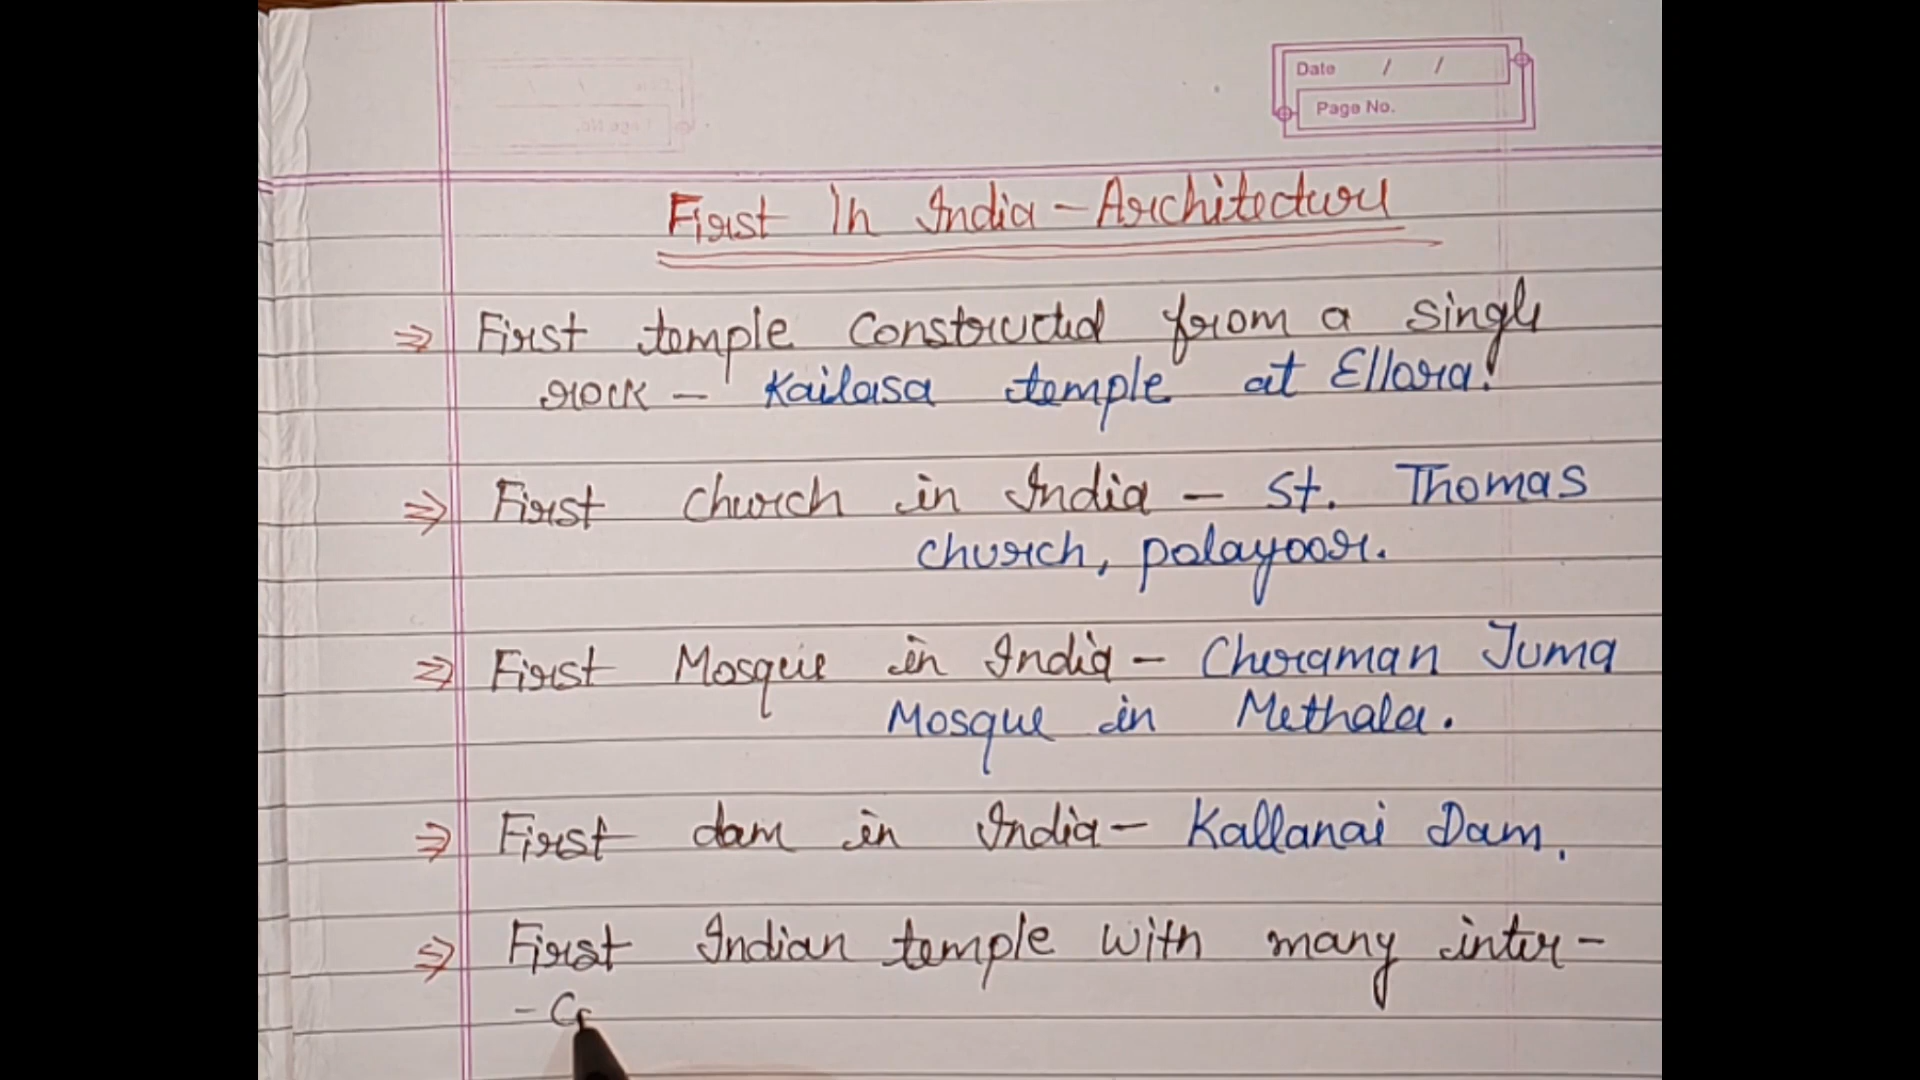 Date / /
Page No.
First In India - Architecture
⇒ First temple constructed from a single
rock - Kailasa temple at Ellora.
⇒ First church in India - St. Thomas
church, palayoor.
⇒ First Mosque in India - Cheraman Juma
Mosque in Methala.
⇒ First dam in India - Kallanai Dam.
⇒ First Indian temple with many inter-